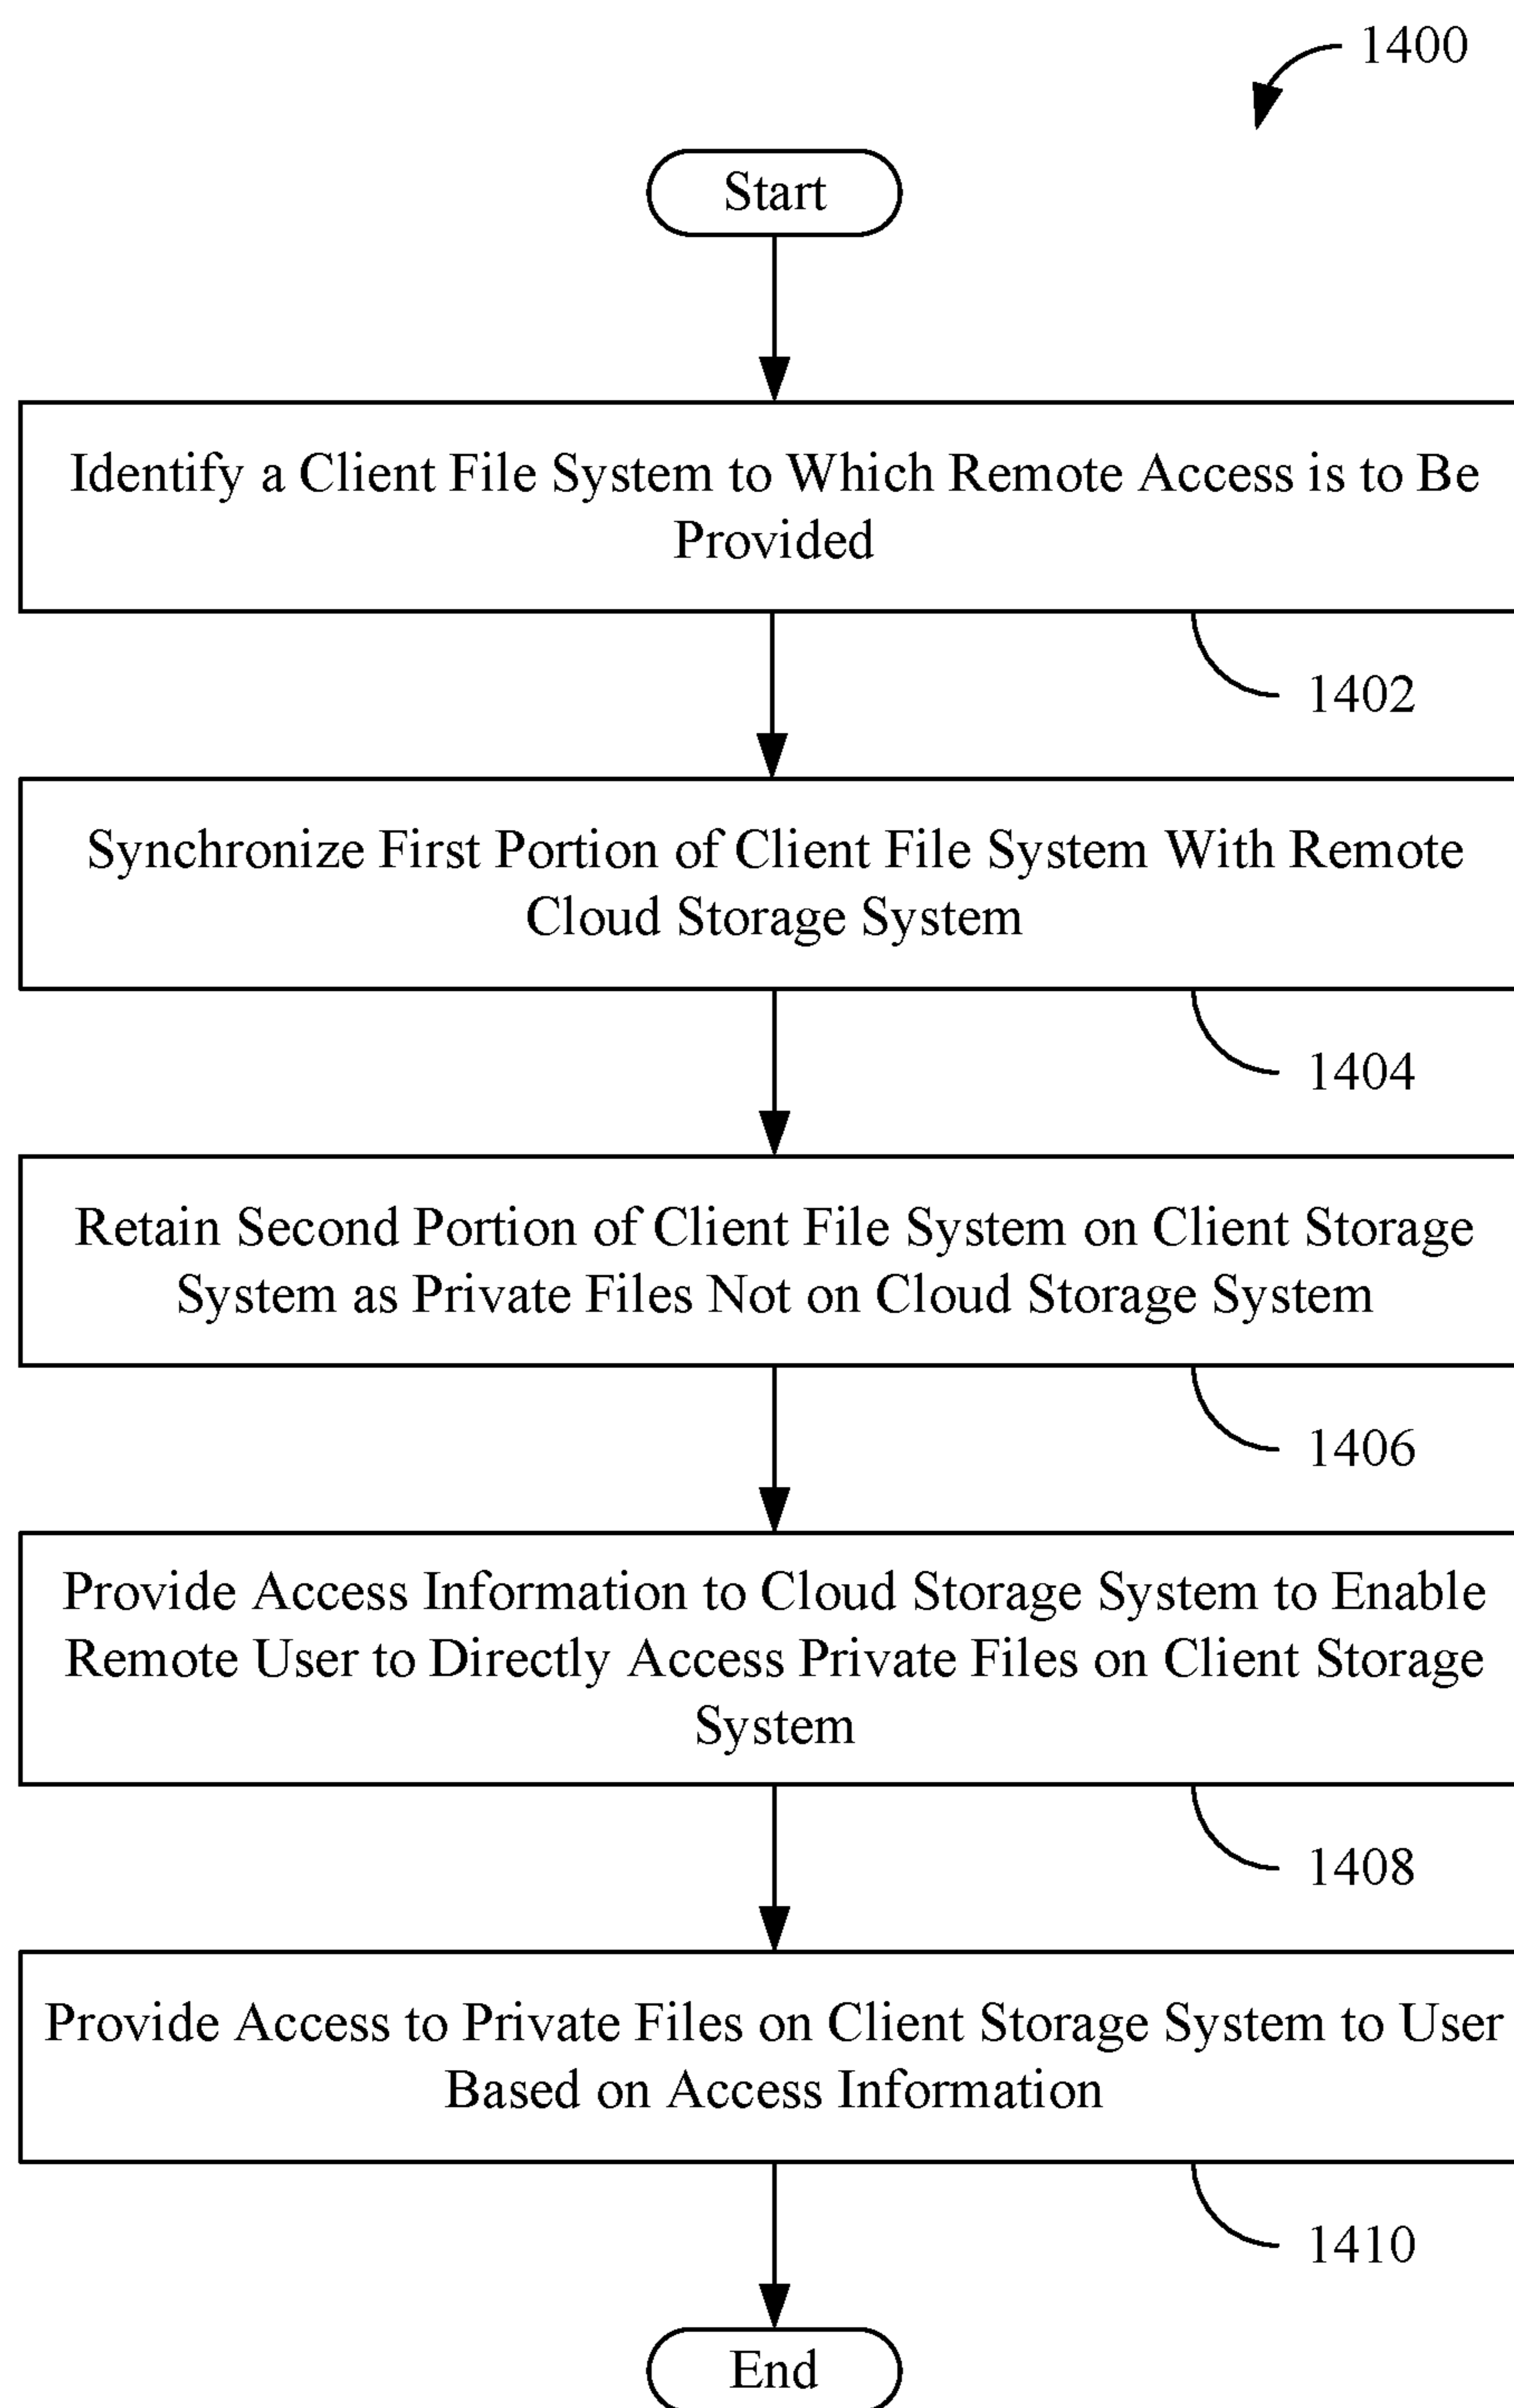 1400
Start
Identify a Client File System to Which Remote Access is to Be
Provided
1402
Synchronize First Portion of Client File System With Remote
Cloud Storage System
1404
Retain Second Portion of Client File System on Client Storage
System as Private Files Not on Cloud Storage System
1406
Provide Access Information to Cloud Storage System to Enable
Remote User to Directly Access Private Files on Client Storage
System
1408
Provide Access to Private Files on Client Storage System to User
Based on Access Information
1410
End